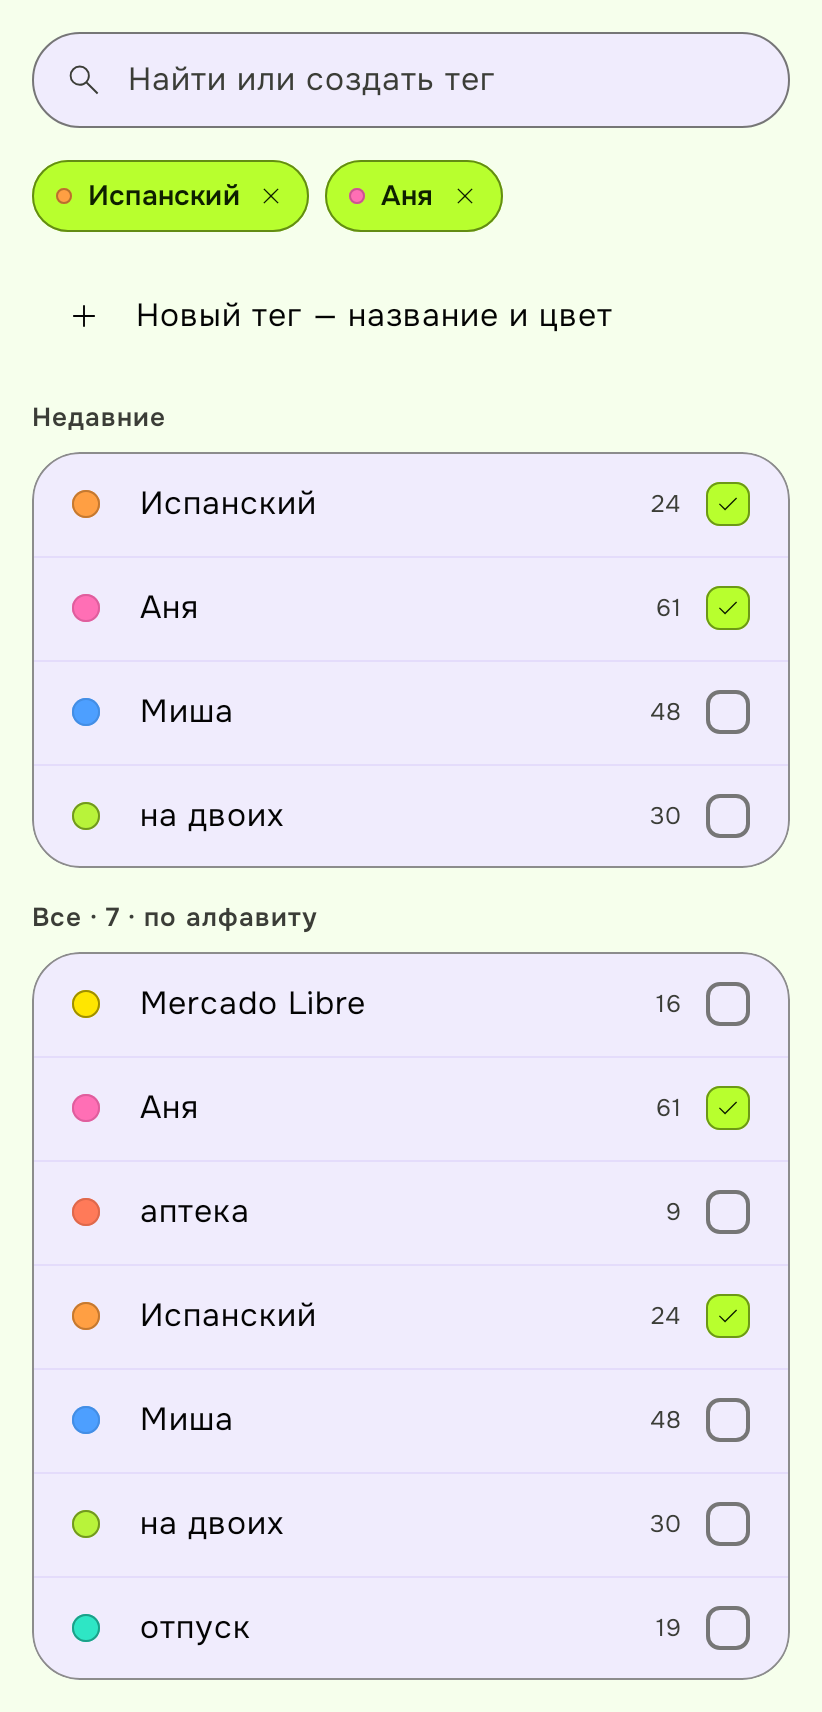 Найти или создать тег
Испанский
Аня
Новый тег — название и цвет
Недавние
Испанский 24
Аня 61
Миша 48
на двоих 30
Все · 7 · по алфавиту
Mercado Libre 16
Аня 61
аптека 9
Испанский 24
Миша 48
на двоих 30
отпуск 19